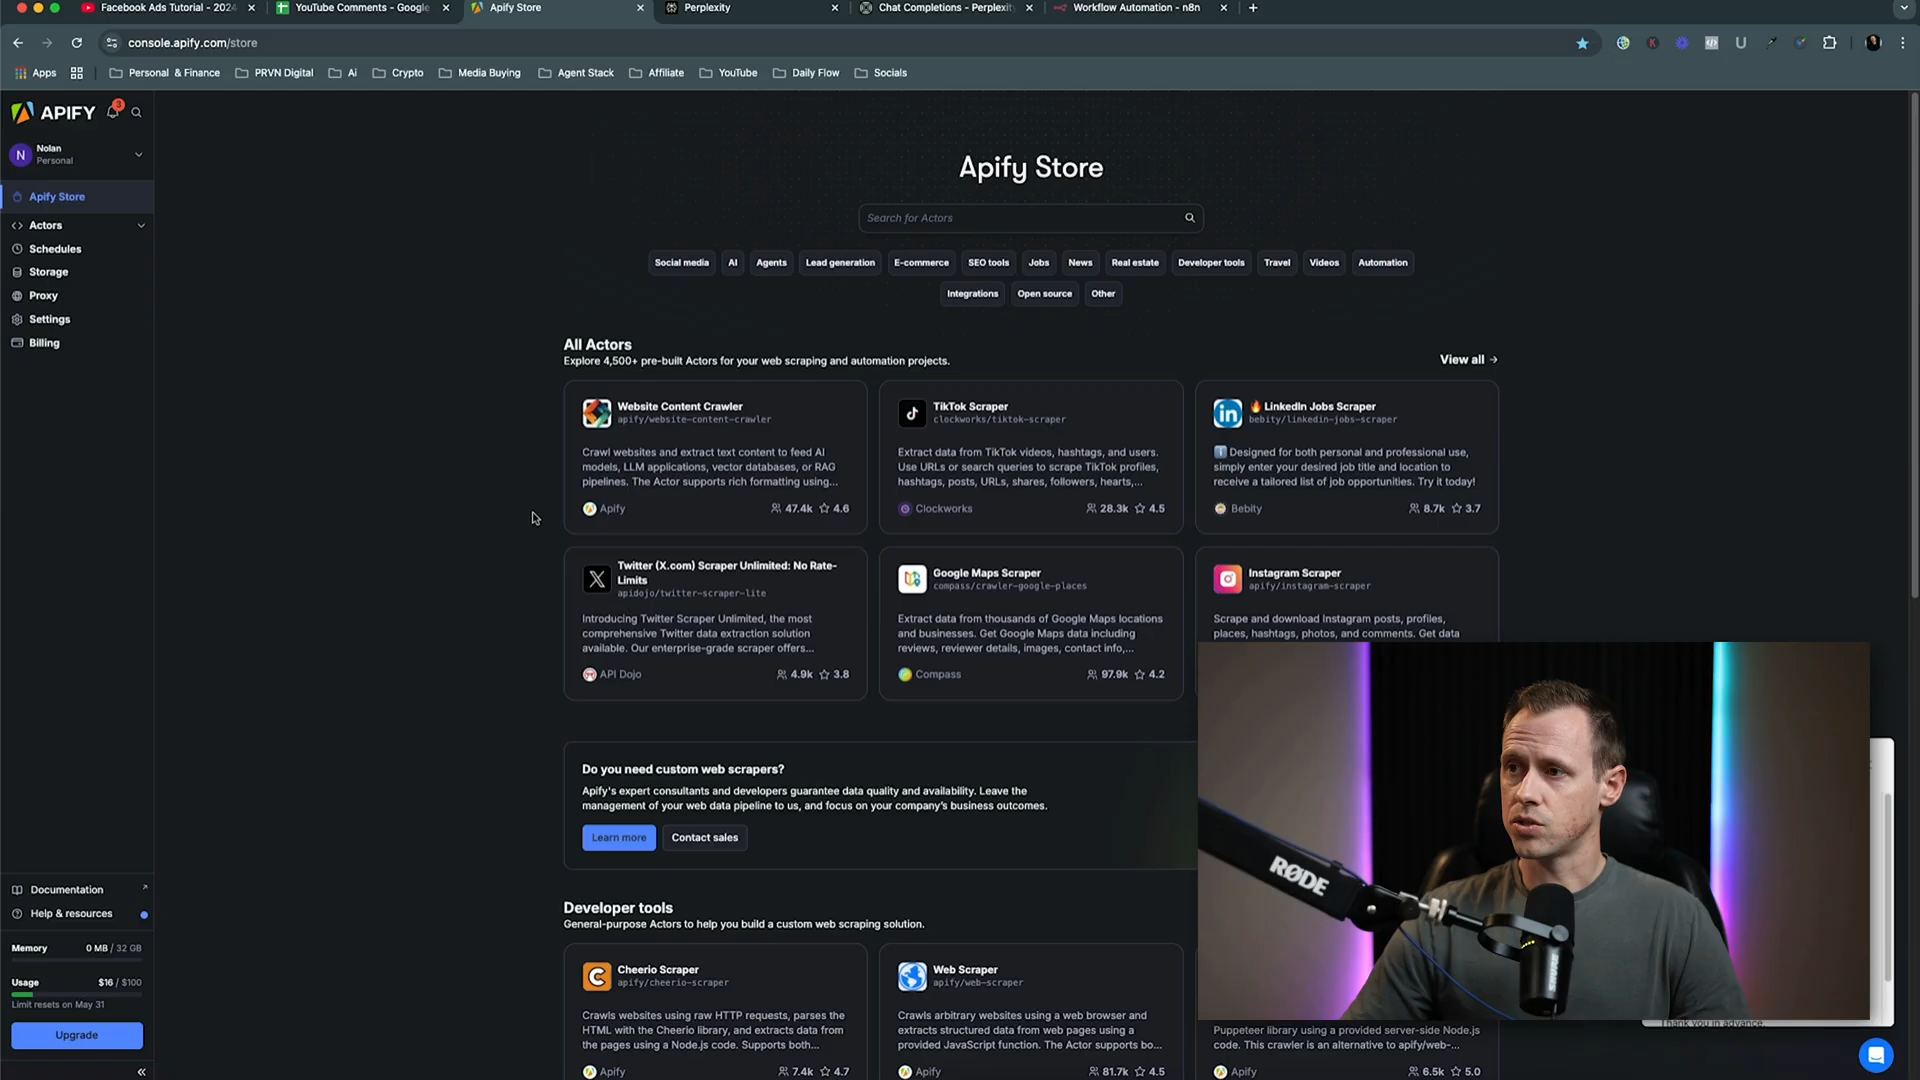 Facebook Ads Tutorial - 2024
YouTube Comments - Google
Apify Store
Perplexity
Chat Completions - Perplexity
Workflow Automation - n8n
console.apify.com/store
Apps
Personal & Finance
PRVN Digital
Ai
Crypto
Media Buying
Agent Stack
Affiliate
YouTube
Daily Flow
Socials
APIFY
3
N
Nolan
Personal
Apify Store
Actors
Schedules
Storage
Proxy
Settings
Billing
Documentation
Help & resources
Memory
0 MB / 32 GB
Usage
$16 / $100
Limit resets on May 31
Upgrade
Apify Store
Search for Actors
Social media
AI
Agents
Lead generation
E-commerce
SEO tools
Jobs
News
Real estate
Developer tools
Travel
Videos
Automation
Integrations
Open source
Other
All Actors
Explore 4,500+ pre-built Actors for your web scraping and automation projects.
View all
Website Content Crawler
apify/website-content-crawler
Crawl websites and extract text content to feed AI
models, LLM applications, vector databases, or RAG
pipelines. The Actor supports rich formatting using...
Apify
47.4k
4.6
TikTok Scraper
clockworks/tiktok-scraper
Extract data from TikTok videos, hashtags, and users.
Use URLs or search queries to scrape TikTok profiles,
hashtags, posts, URLs, shares, followers, hearts,...
Clockworks
28.3k
4.5
🔥 LinkedIn Jobs Scraper
bebity/linkedin-jobs-scraper
ℹ️ Designed for both personal and professional use,
simply enter your desired job title and location to
receive a tailored list of job opportunities. Try it today!
Bebity
8.7k
3.7
Twitter (X.com) Scraper Unlimited: No Rate-
Limits
apidojo/twitter-scraper-lite
Introducing Twitter Scraper Unlimited, the most
comprehensive Twitter data extraction solution
available. Our enterprise-grade scraper offers...
API Dojo
4.9k
3.8
Google Maps Scraper
compass/crawler-google-places
Extract data from thousands of Google Maps locations
and businesses. Get Google Maps data including
reviews, reviewer details, images, contact info,...
Compass
97.9k
4.2
Instagram Scraper
apify/instagram-scraper
Scrape and download Instagram posts, profiles,
places, hashtags, photos, and comments. Get data
Do you need custom web scrapers?
Apify's expert consultants and developers guarantee data quality and availability. Leave the
management of your web data pipeline to us, and focus on your company's business outcomes.
Learn more
Contact sales
Developer tools
General-purpose Actors to help you build a custom web scraping solution.
Cheerio Scraper
apify/cheerio-scraper
Crawls websites using raw HTTP requests, parses the
HTML with the Cheerio library, and extracts data from
the pages using a Node.js code. Supports both...
Apify
7.4k
4.7
Web Scraper
apify/web-scraper
Crawls arbitrary websites using a web browser and
extracts structured data from web pages using a
provided JavaScript function. The Actor supports bo...
Apify
81.7k
4.5
Puppeteer library using a provided server-side Node.js
code. This crawler is an alternative to apify/web-...
Apify
6.5k
5.0
RØDE
RØDE
Thank you in advance.